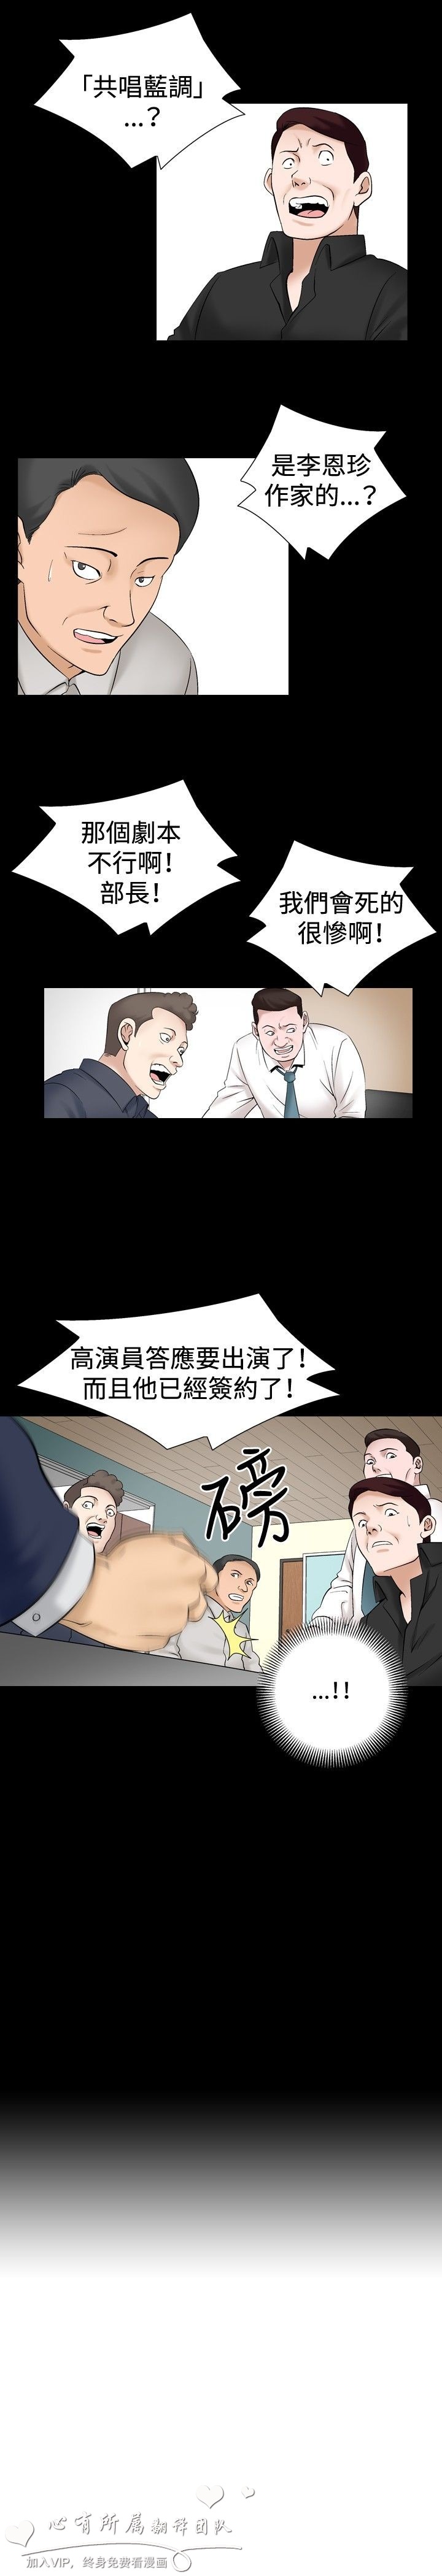 「共唱藍調」
...？
是李恩珍
作家的...？
那個劇本
不行啊！
部長！
我們會死的
很慘啊！
高演員答應要出演了！
而且他已經簽約了！
磅
...！！
心有所属翻译团队
加入VIP，终身免费看漫画